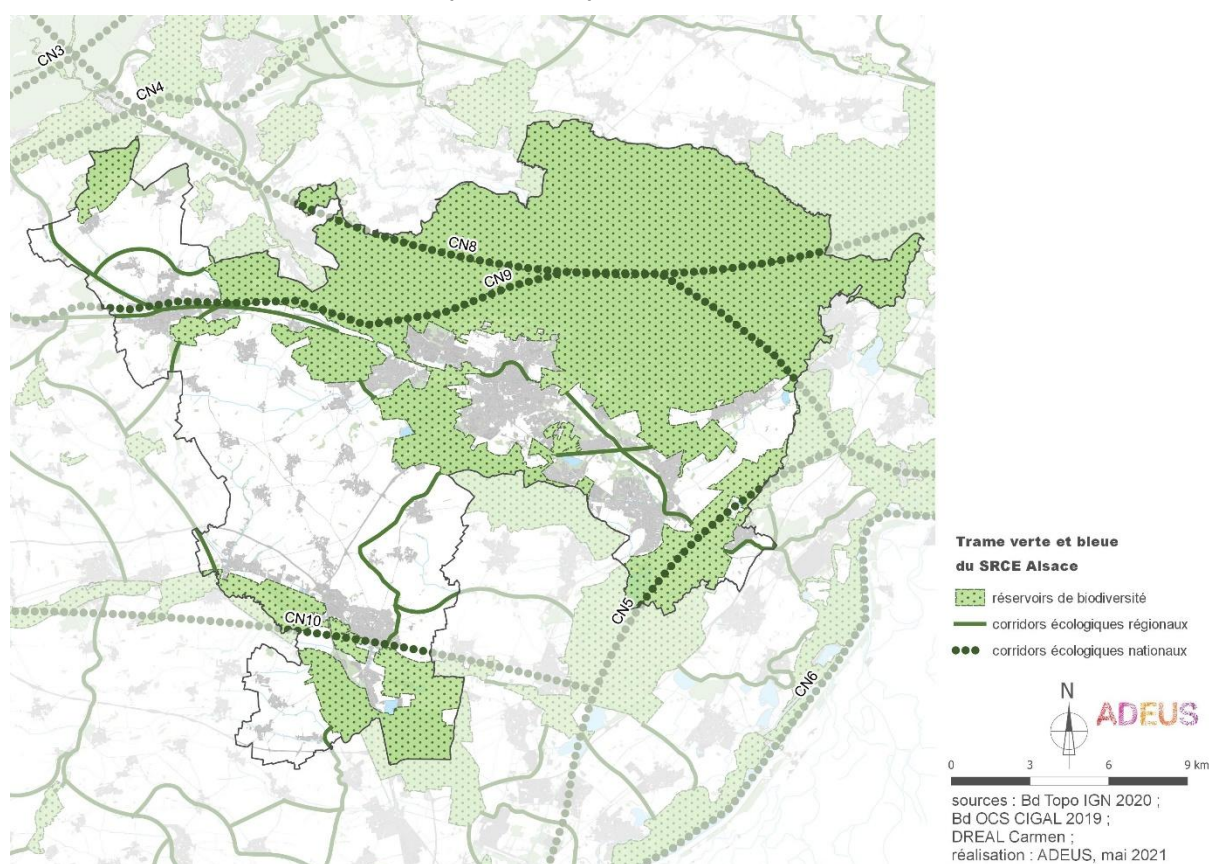 CN3
CN4
CN8
CN9
CN10
CN5
CN6
Trame verte et bleue
du SRCE Alsace
réservoirs de biodiversité
corridors écologiques régionaux
corridors écologiques nationaux
N
ADEUS
0 3 6 9 km
sources : Bd Topo IGN 2020 ;
Bd OCS CIGAL 2019 ;
DREAL Carmen ;
réalisation : ADEUS, mai 2021